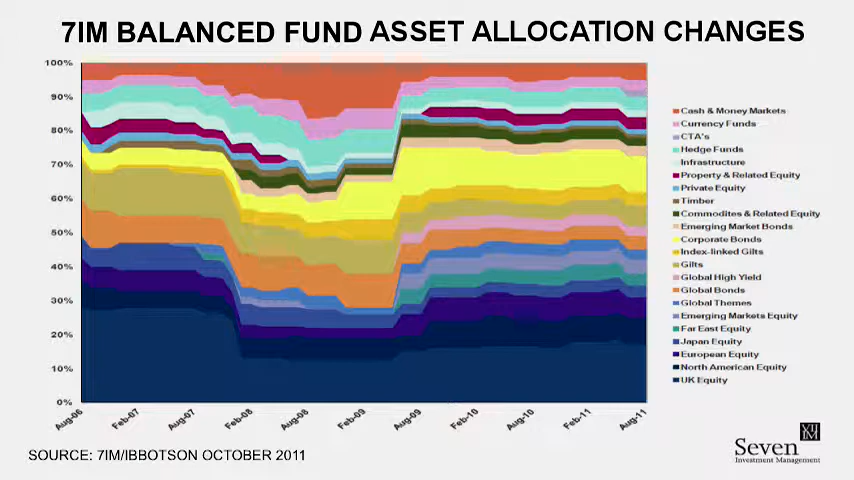 7IM BALANCED FUND ASSET ALLOCATION CHANGES
100%
90%
80%
70%
60%
50%
40%
30%
20%
10%
0%
Aug-06
Feb-07
Aug-07
Feb-08
Aug-08
Feb-09
Aug-09
Feb-10
Aug-10
Feb-11
Aug-11
Cash & Money Markets
Currency Funds
CTA's
Hedge Funds
Infrastructure
Property & Related Equity
Private Equity
Timber
Commodites & Related Equity
Emerging Market Bonds
Corporate Bonds
Index-linked Gilts
Gilts
Global High Yield
Global Bonds
Global Themes
Emerging Markets Equity
Far East Equity
Japan Equity
European Equity
North American Equity
UK Equity
SOURCE: 7IM/IBBOTSON OCTOBER 2011
VII
IM
Seven
Investment Management